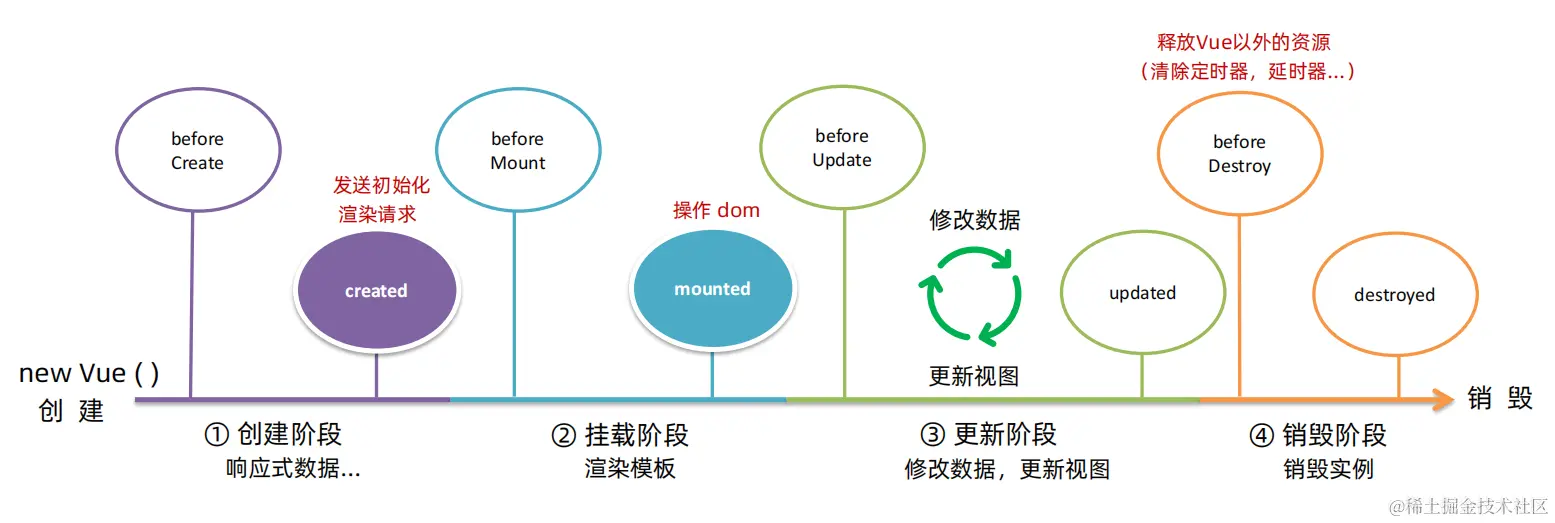 释放Vue以外的资源
（清除定时器，延时器...）
before
Create
before
Mount
before
Update
before
Destroy
发送初始化
渲染请求
操作 dom
修改数据
created
mounted
updated
destroyed
更新视图
new Vue ( )
创 建
销 毁
① 创建阶段
响应式数据...
② 挂载阶段
渲染模板
③ 更新阶段
修改数据，更新视图
④ 销毁阶段
销毁实例
@稀土掘金技术社区